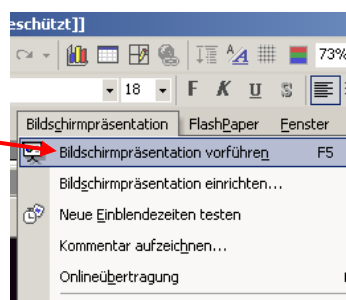 eschützt]]
73%
18 F K U S
Bildschirmpräsentation FlashPaper Fenster
Bildschirmpräsentation vorführen F5
Bildschirmpräsentation einrichten...
Neue Einblendezeiten testen
Kommentar aufzeichnen...
Onlineübertragung